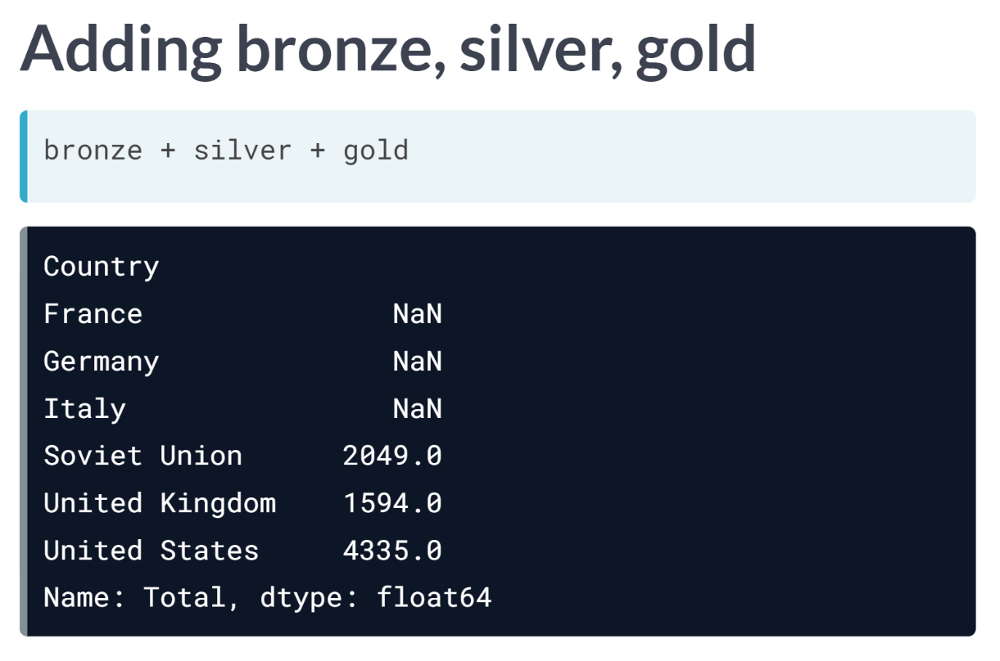 Adding bronze, silver, gold
bronze + silver + gold
Country
France               NaN
Germany              NaN
Italy                NaN
Soviet Union      2049.0
United Kingdom    1594.0
United States     4335.0
Name: Total, dtype: float64